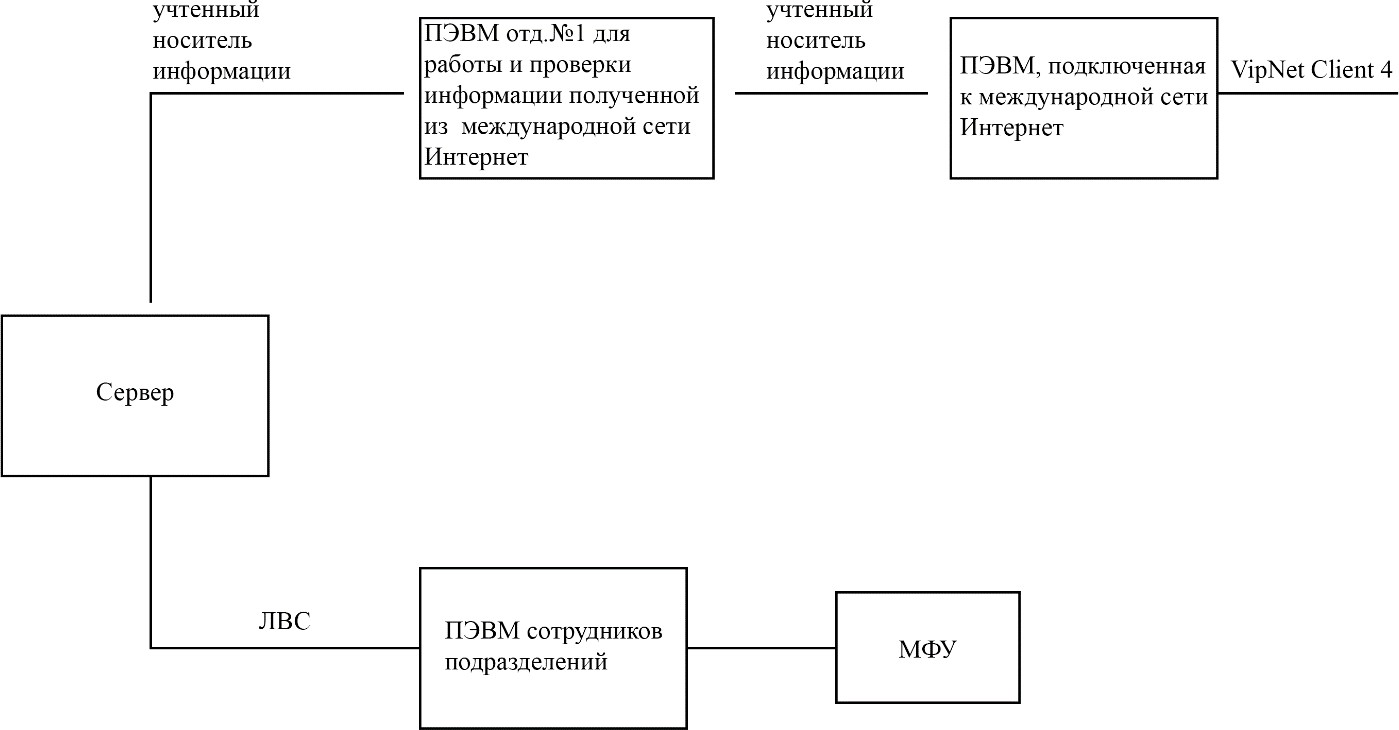 учтенный
носитель
информации
ПЭВМ отд.№1 для
работы и проверки
информации полученной
из международной сети
Интернет
учтенный
носитель
информации
ПЭВМ, подключенная
к международной сети
Интернет
VipNet Client 4
Сервер
ЛВС
ПЭВМ сотрудников
подразделений
МФУ